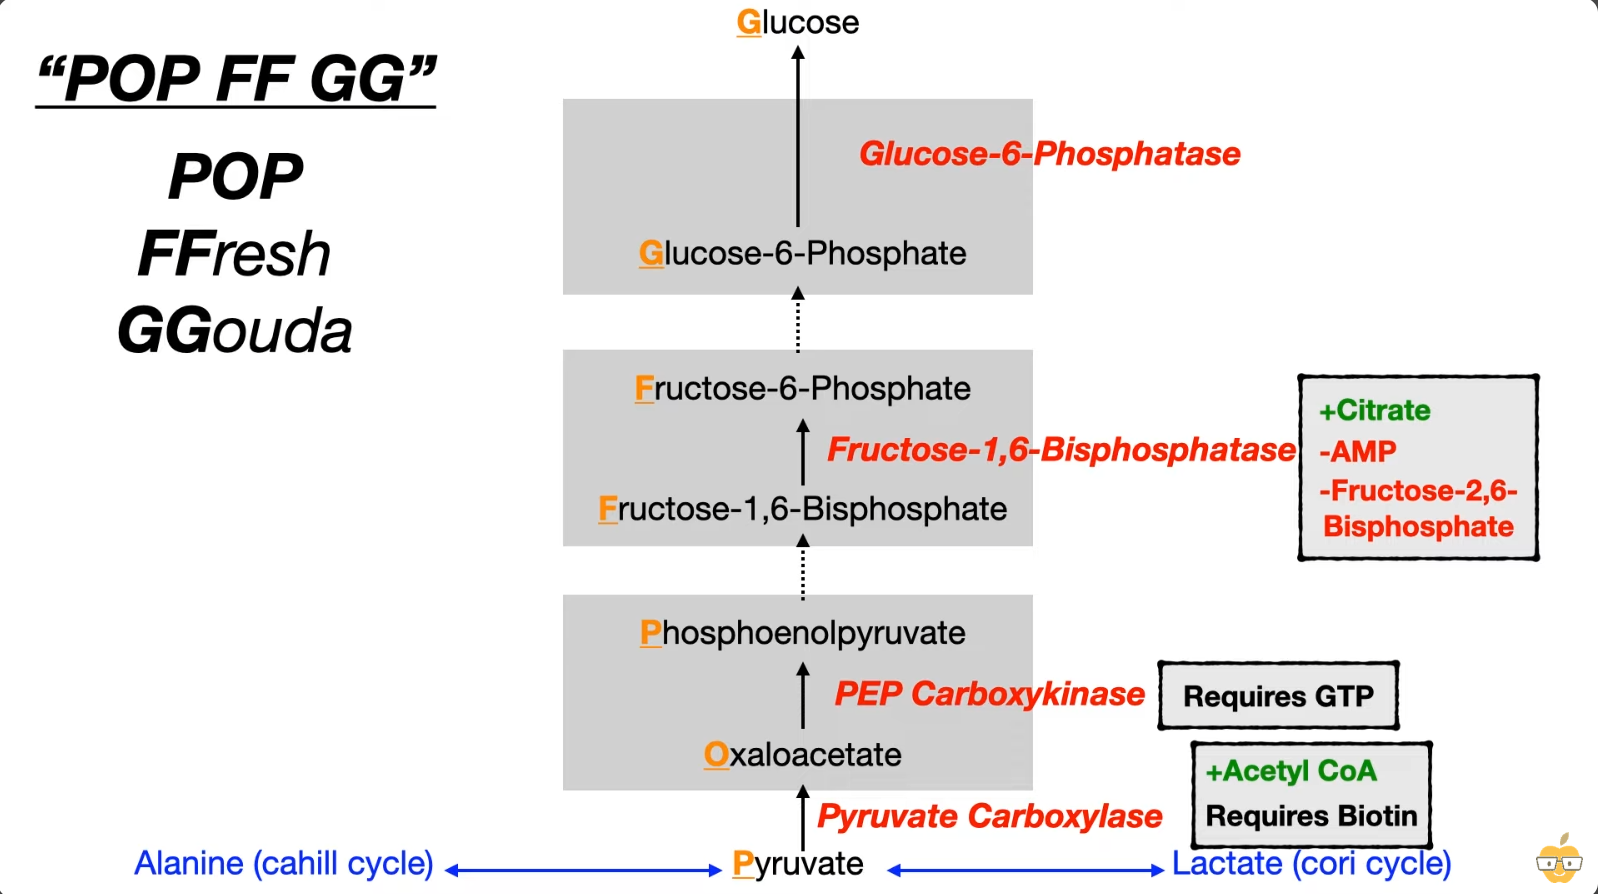 “POP FF GG”
POP
FFresh
GGouda
Glucose
Glucose-6-Phosphatase
Glucose-6-Phosphate
Fructose-6-Phosphate
Fructose-1,6-Bisphosphatase
Fructose-1,6-Bisphosphate
+Citrate
-AMP
-Fructose-2,6-
Bisphosphate
Phosphoenolpyruvate
PEP Carboxykinase
Requires GTP
Oxaloacetate
+Acetyl CoA
Requires Biotin
Pyruvate Carboxylase
Alanine (cahill cycle)
Pyruvate
Lactate (cori cycle)